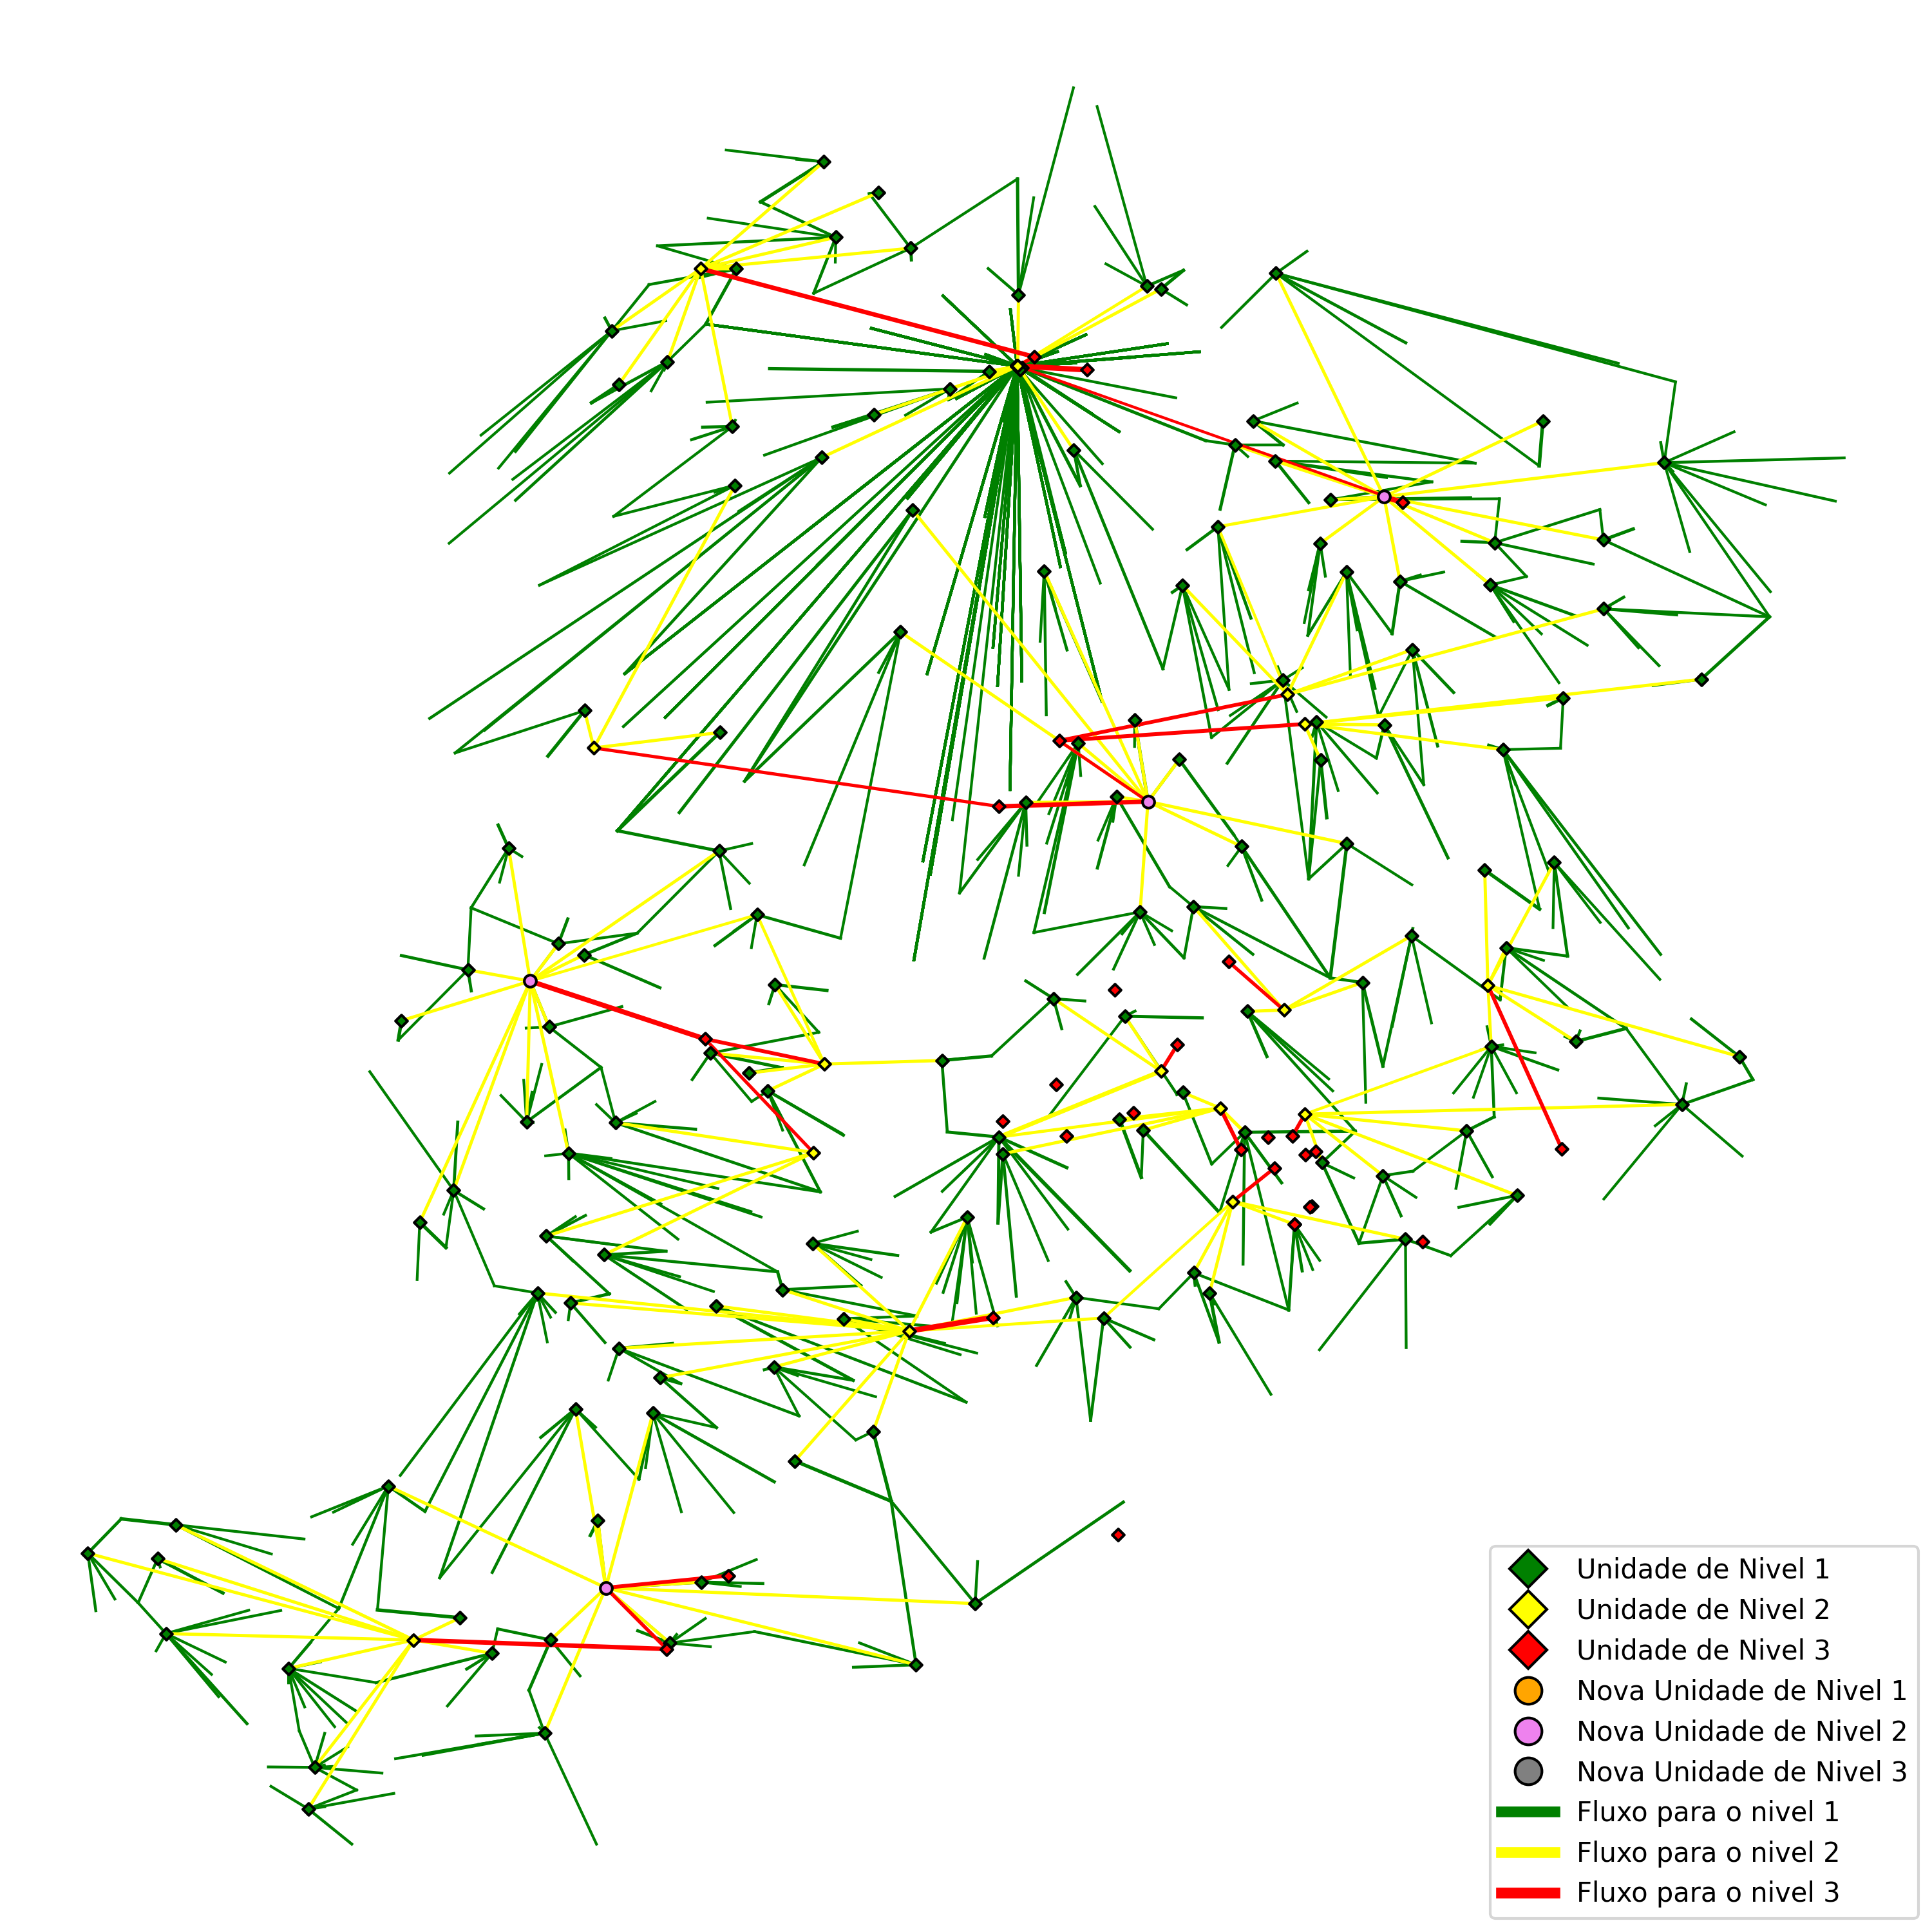 Unidade de Nivel 1
Unidade de Nivel 2
Unidade de Nivel 3
Nova Unidade de Nivel 1
Nova Unidade de Nivel 2
Nova Unidade de Nivel 3
Fluxo para o nivel 1
Fluxo para o nivel 2
Fluxo para o nivel 3